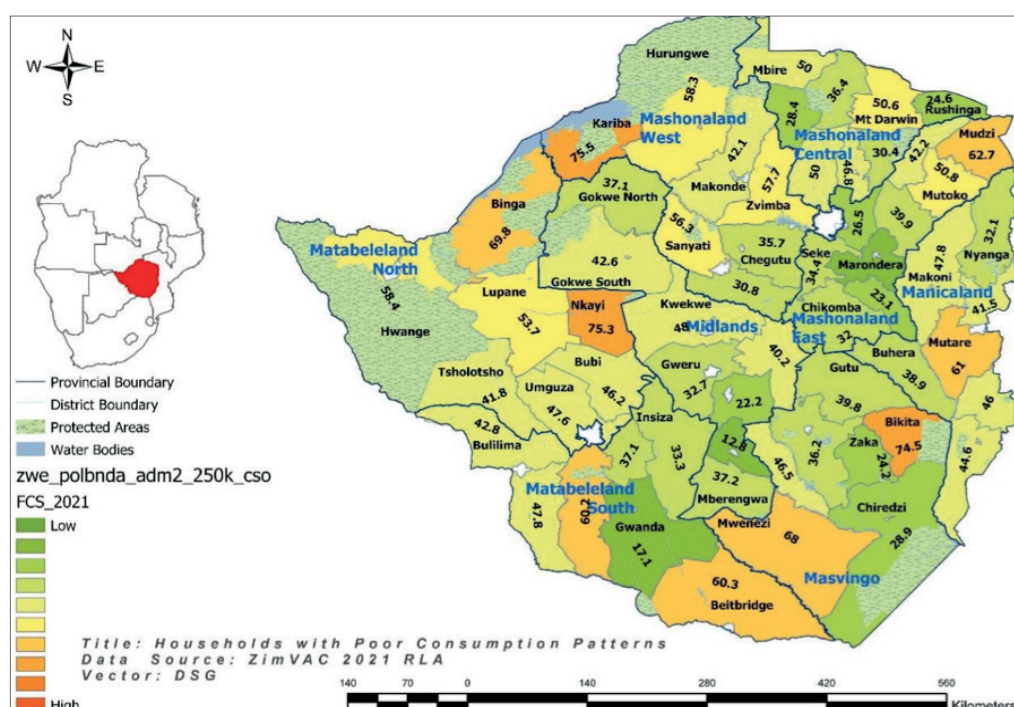 N
W E
S
Hurungwe
Mbire
50
58.3
36.4
28.4
50.6
Mt Darwin
24.6
Rushinga
Kariba
75.5
Mashonaland
West
Mashonaland
Central
30.4
42.2
Mudzi
62.7
42.1
50
46.8
50.8
Mutoko
37.1
Gokwe North
Makonde
57.7
Zvimba
Binga
69.8
56.3
Sanyati
26.5
39.9
32.1
Nyanga
Matabeleland
North
42.6
Gokwe South
35.7
Chegutu
Seke
34.4
Marondera
47.8
Makoni
58.4
Hwange
Lupane
53.7
30.8
Chikomba
23.1
Manicaland
41.5
Nkayi
75.3
Kwekwe
48
Midlands
Mashonaland
East
32
Mutare
61
Bubi
40.2
Buhera
38.9
Gutu
Tsholotsho
41.8
Umguza
47.6
46.2
Gweru
32.7
22.2
39.8
46
42.8
Bulilima
Insiza
Bikita
74.5
12.8
Zaka
24.2
37.1
33.3
46.5
36.2
44.6
37.2
Mberengwa
Matabeleland
South
47.8
60.2
Chiredzi
28.9
Gwanda
17.1
Mwenezi
68
Masvingo
60.3
Beitbridge
Provincial Boundary
District Boundary
Protected Areas
Water Bodies
zwe_polbnda_adm2_250k_cso
FCS_2021
Low
High
Title: Households with Poor Consumption Patterns
Data Source: ZimVAC 2021 RLA
Vector: DSG
140 70 0 140 280 420 560
Kilometers